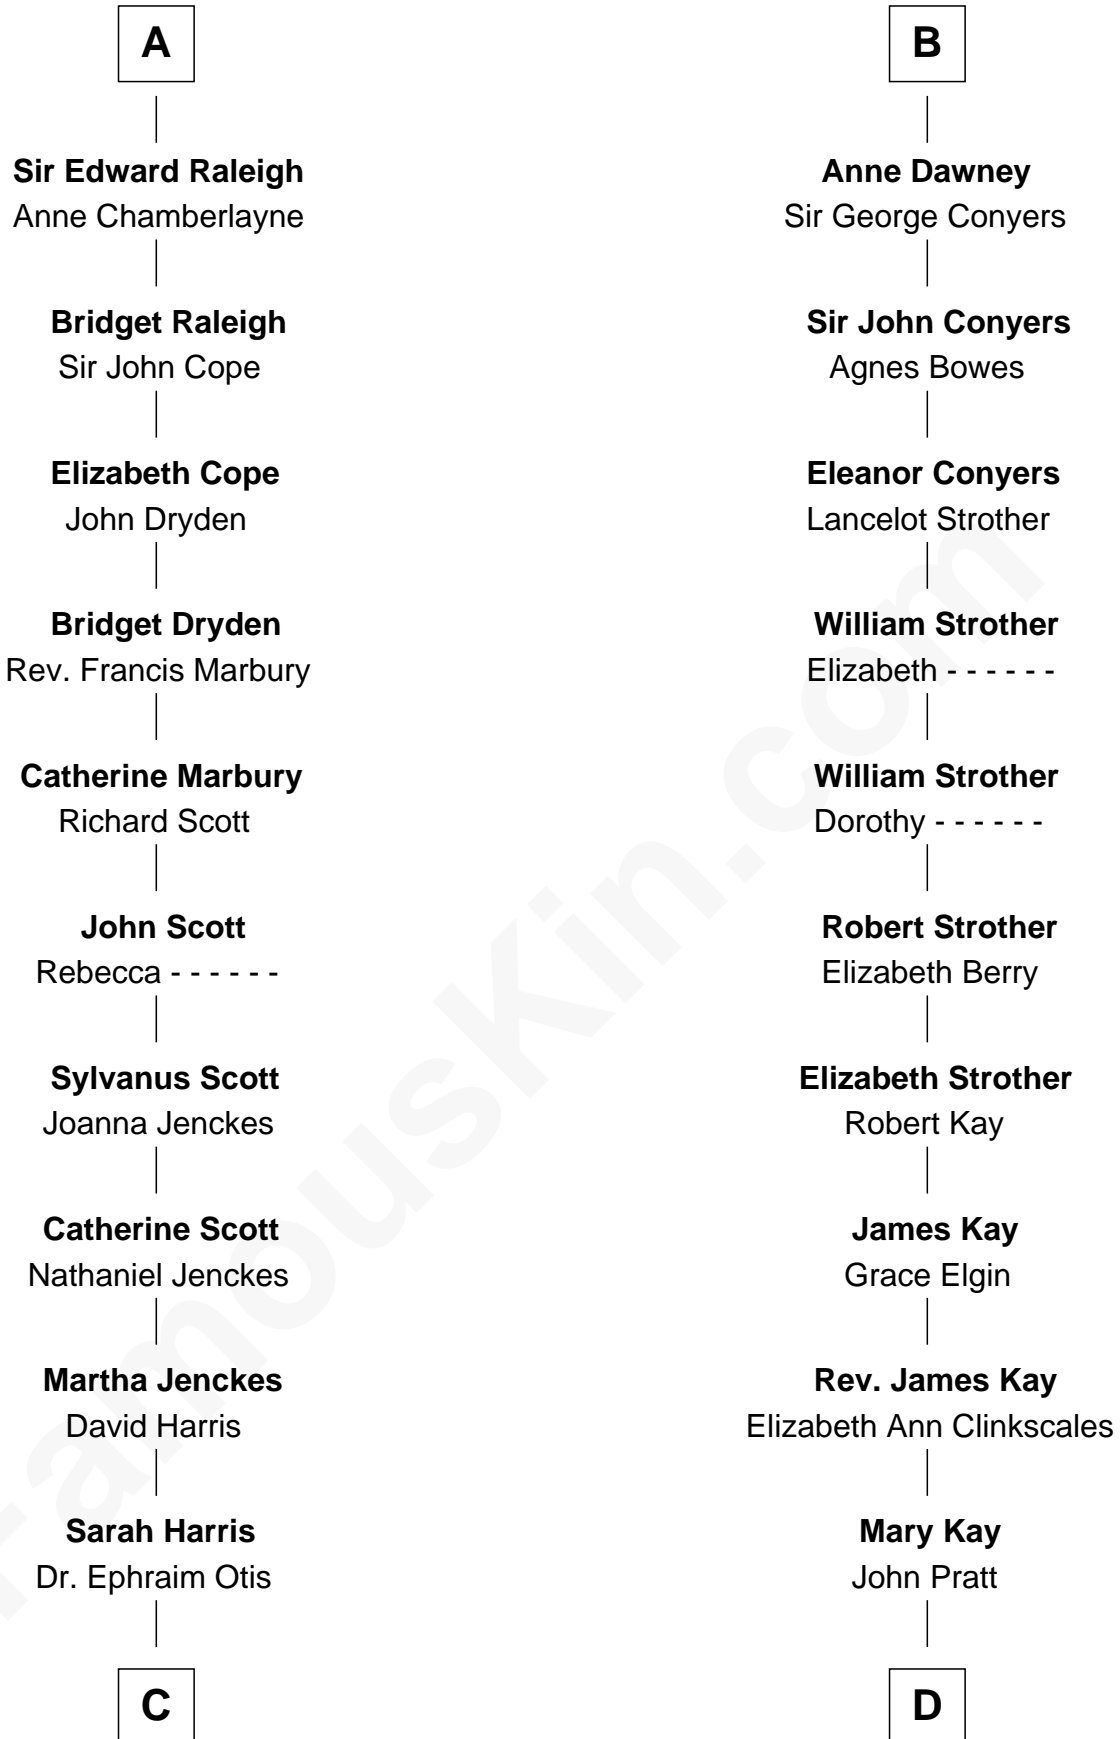 A
Sir Edward Raleigh
Anne Chamberlayne
Bridget Raleigh
Sir John Cope
Elizabeth Cope
John Dryden
Bridget Dryden
Rev. Francis Marbury
Catherine Marbury
Richard Scott
John Scott
Rebecca - - - - - -
Sylvanus Scott
Joanna Jenckes
Catherine Scott
Nathaniel Jenckes
Martha Jenckes
David Harris
Sarah Harris
Dr. Ephraim Otis
C
B
Anne Dawney
Sir George Conyers
Sir John Conyers
Agnes Bowes
Eleanor Conyers
Lancelot Strother
William Strother
Elizabeth - - - - - -
William Strother
Dorothy - - - - - -
Robert Strother
Elizabeth Berry
Elizabeth Strother
Robert Kay
James Kay
Grace Elgin
Rev. James Kay
Elizabeth Ann Clinkscales
Mary Kay
John Pratt
D
FamousKin.com